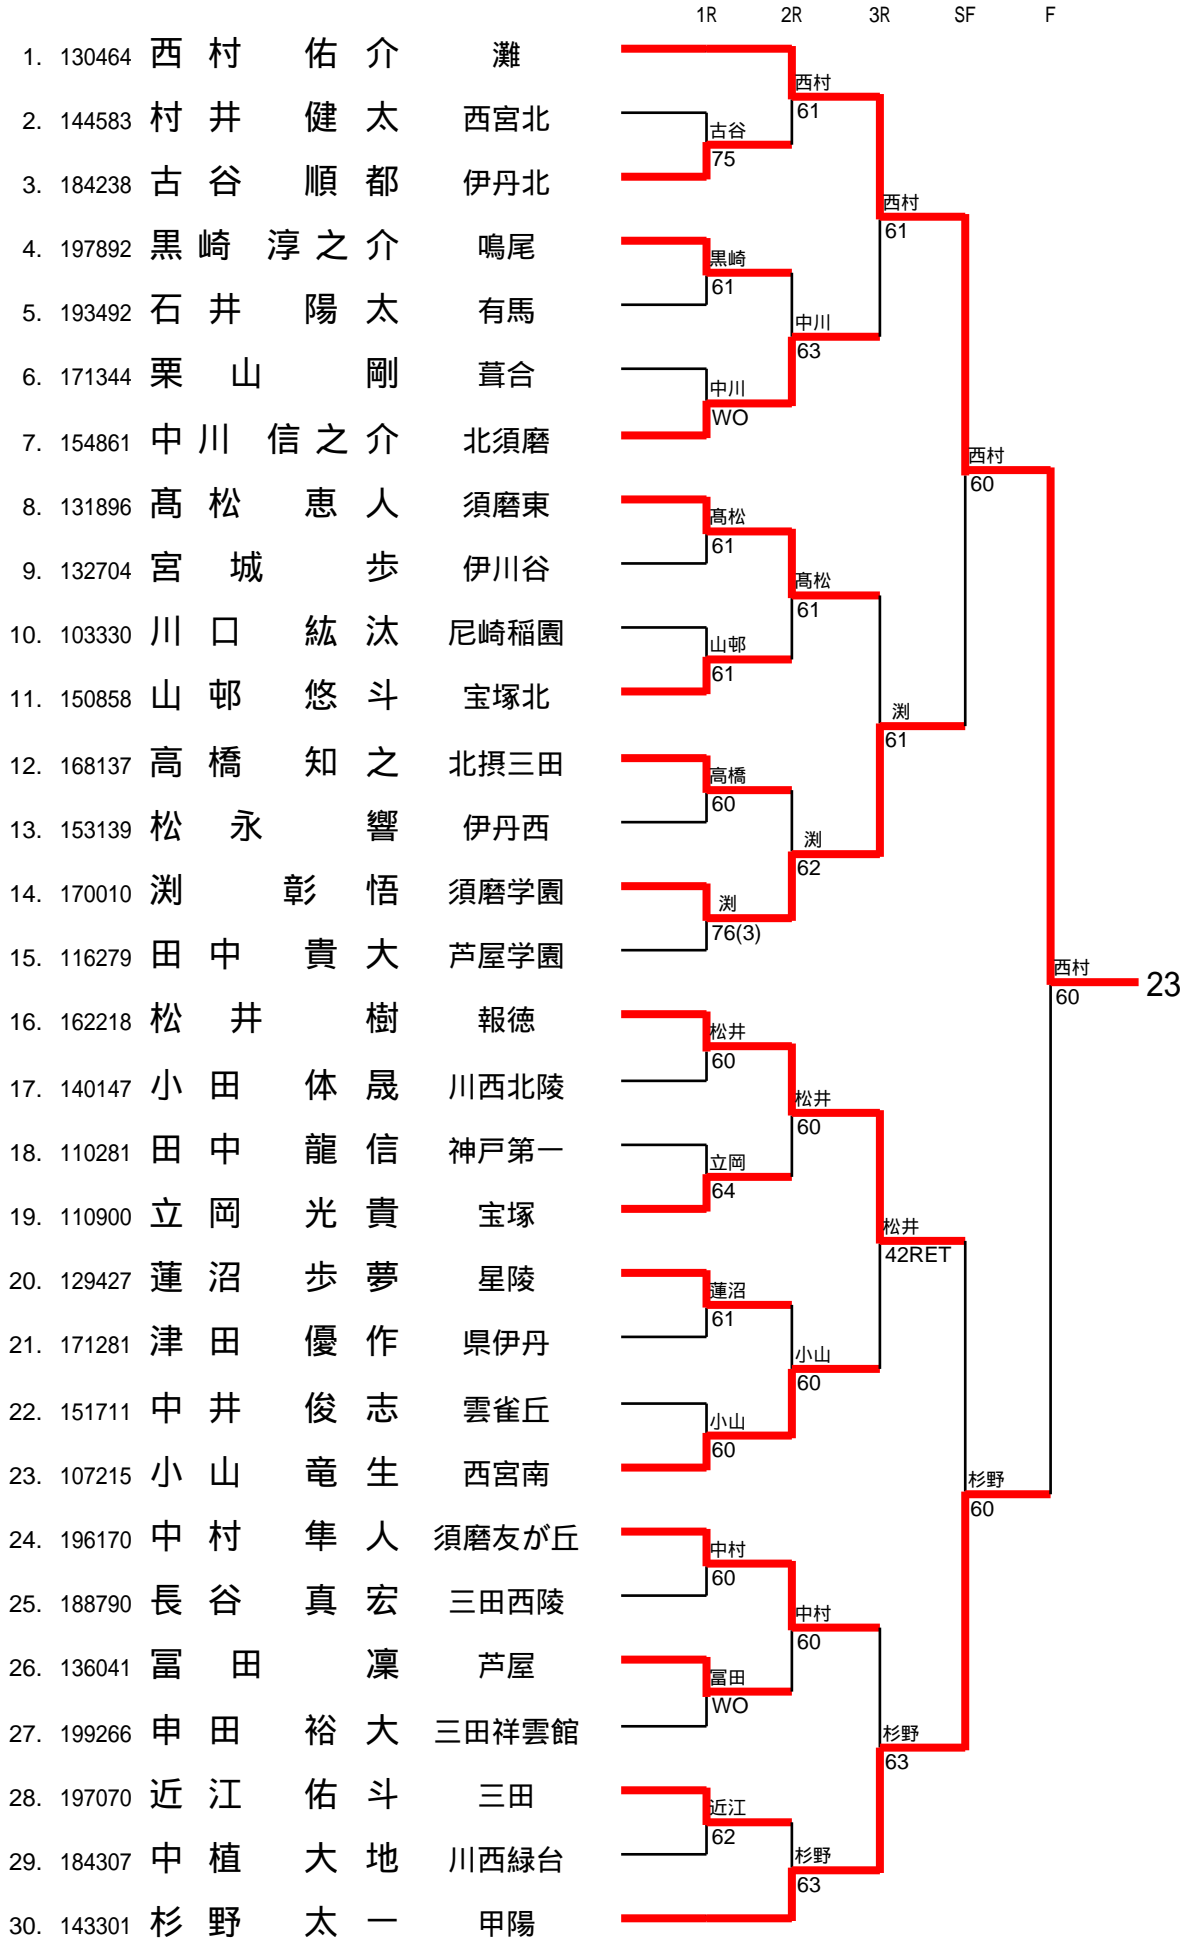 1R 2R 3R SF F
1. 130464 西村 佑介 灘
西村
61
2. 144583 村井 健太 西宮北
古谷
75
3. 184238 古谷 順都 伊丹北
西村
61
4. 197892 黒崎 淳之介 鳴尾
黒崎
61
5. 193492 石井 陽太 有馬
中川
63
6. 171344 栗山 剛 葺合
中川
WO
7. 154861 中川 信之介 北須磨
西村
60
8. 131896 髙松 恵人 須磨東
髙松
61
9. 132704 宮城 歩 伊川谷
髙松
61
10. 103330 川口 紘汰 尼崎稲園
山邨
61
11. 150858 山邨 悠斗 宝塚北
渕
61
12. 168137 高橋 知之 北摂三田
高橋
60
13. 153139 松永 響 伊丹西
渕
62
14. 170010 渕 彰悟 須磨学園
渕
76(3)
15. 116279 田中 貴大 芦屋学園
西村
60
23
16. 162218 松井 樹 報徳
松井
60
17. 140147 小田 体晟 川西北陵
松井
60
18. 110281 田中 龍信 神戸第一
立岡
64
19. 110900 立岡 光貴 宝塚
松井
42RET
20. 129427 蓮沼 歩夢 星陵
蓮沼
61
21. 171281 津田 優作 県伊丹
小山
60
22. 151711 中井 俊志 雲雀丘
小山
60
23. 107215 小山 竜生 西宮南
杉野
60
24. 196170 中村 隼人 須磨友が丘
中村
60
25. 188790 長谷 真宏 三田西陵
中村
60
26. 136041 冨田 凜 芦屋
冨田
WO
27. 199266 申田 裕大 三田祥雲館
杉野
63
28. 197070 近江 佑斗 三田
近江
62
29. 184307 中植 大地 川西緑台
杉野
63
30. 143301 杉野 太一 甲陽